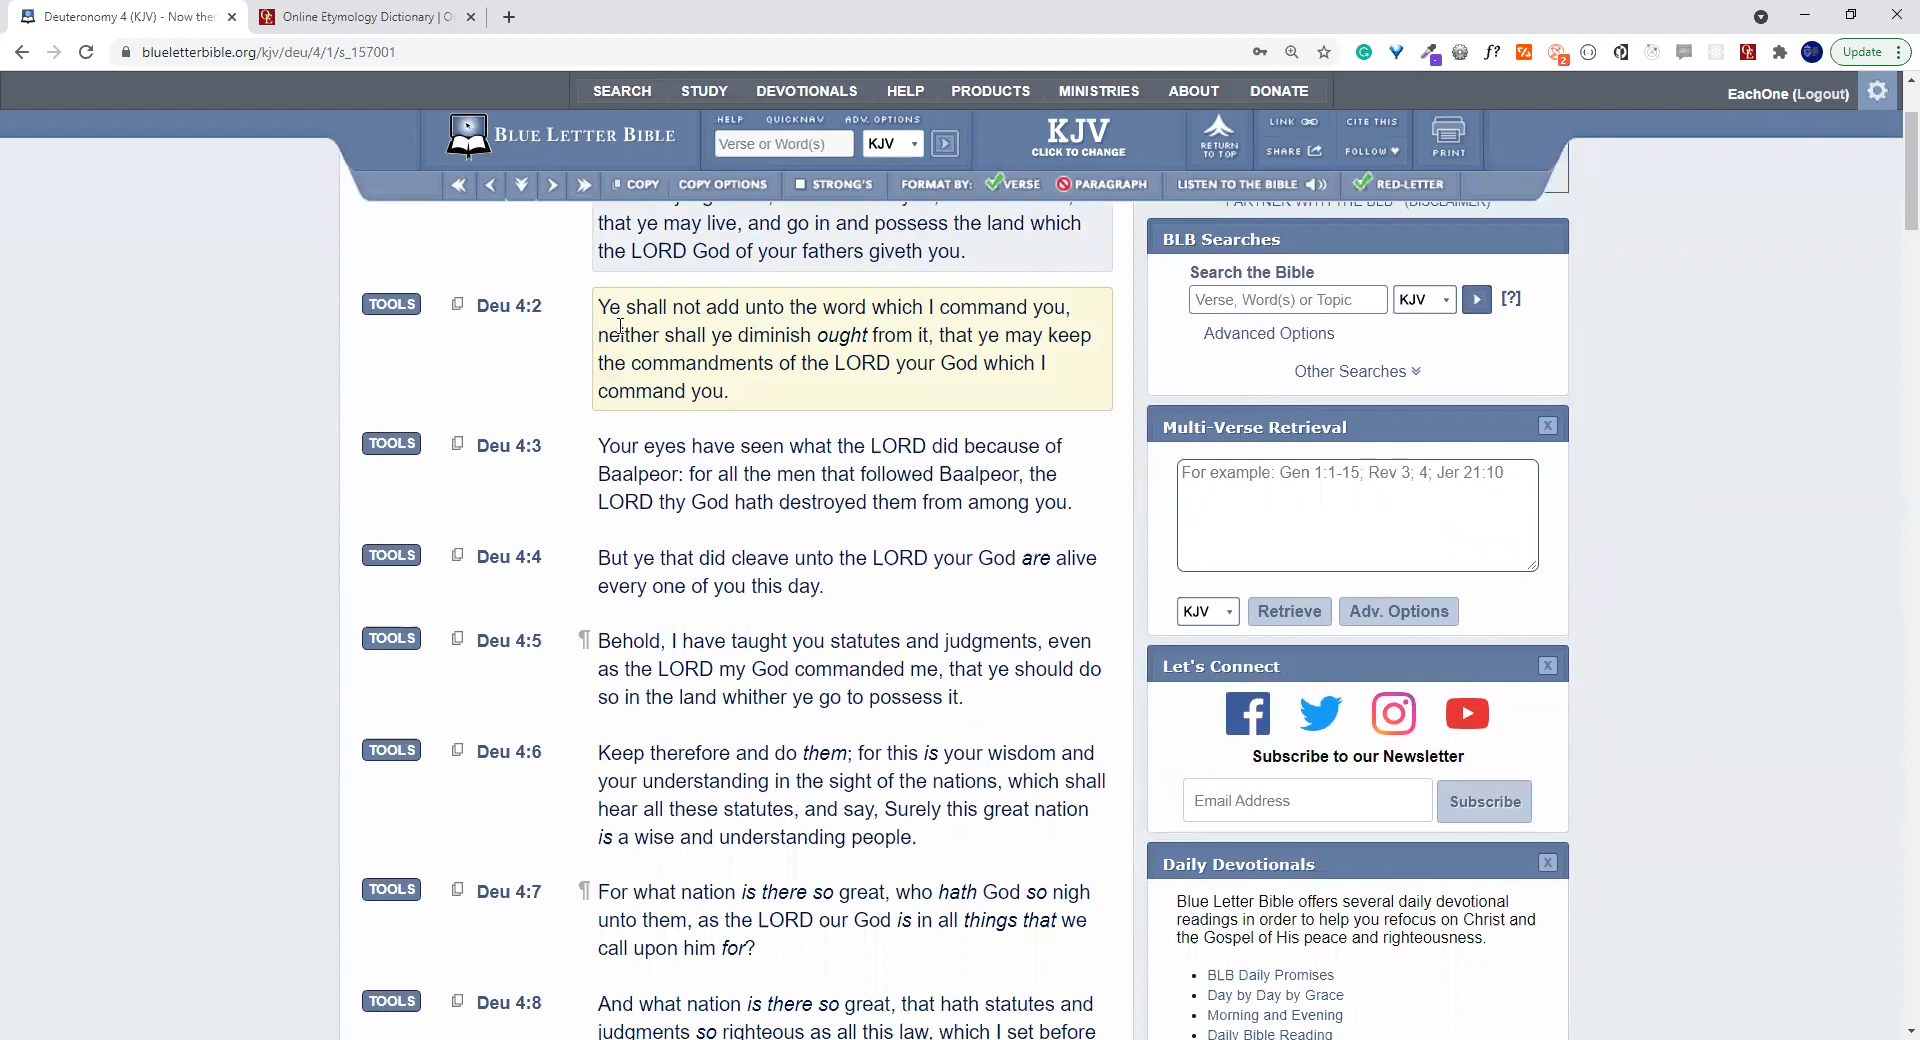 Deuteronomy 4 (KJV) - Now ther
Online Etymology Dictionary | O
blueletterbible.org/kjv/deu/4/1/s_157001
Update
SEARCH STUDY DEVOTIONALS HELP PRODUCTS MINISTRIES ABOUT DONATE
EachOne (Logout)
BLUE LETTER BIBLE
HELP QUICKNAV ADV. OPTIONS
Verse or Word(s) KJV
KJV
CLICK TO CHANGE
RETURN
TO TOP
LINK CITE THIS
SHARE FOLLOW
PRINT
COPY COPY OPTIONS STRONG'S FORMAT BY: VERSE PARAGRAPH LISTEN TO THE BIBLE RED-LETTER
that ye may live, and go in and possess the land which
the LORD God of your fathers giveth you.
TOOLS Deu 4:2 Ye shall not add unto the word which I command you,
neither shall ye diminish ought from it, that ye may keep
the commandments of the LORD your God which I
command you.
TOOLS Deu 4:3 Your eyes have seen what the LORD did because of
Baalpeor: for all the men that followed Baalpeor, the
LORD thy God hath destroyed them from among you.
TOOLS Deu 4:4 But ye that did cleave unto the LORD your God are alive
every one of you this day.
TOOLS Deu 4:5 ¶ Behold, I have taught you statutes and judgments, even
as the LORD my God commanded me, that ye should do
so in the land whither ye go to possess it.
TOOLS Deu 4:6 Keep therefore and do them; for this is your wisdom and
your understanding in the sight of the nations, which shall
hear all these statutes, and say, Surely this great nation
is a wise and understanding people.
TOOLS Deu 4:7 ¶ For what nation is there so great, who hath God so nigh
unto them, as the LORD our God is in all things that we
call upon him for?
TOOLS Deu 4:8 And what nation is there so great, that hath statutes and
judgments so righteous as all this law, which I set before
PARTNER WITH THE BLB (DISCLAIMER)
BLB Searches
Search the Bible
Verse, Word(s) or Topic KJV [?]
Advanced Options
Other Searches
Multi-Verse Retrieval X
For example: Gen 1:1-15; Rev 3; 4; Jer 21:10
KJV Retrieve Adv. Options
Let's Connect X
Subscribe to our Newsletter
Email Address Subscribe
Daily Devotionals X
Blue Letter Bible offers several daily devotional
readings in order to help you refocus on Christ and
the Gospel of His peace and righteousness.
BLB Daily Promises
Day by Day by Grace
Morning and Evening
Daily Bible Reading